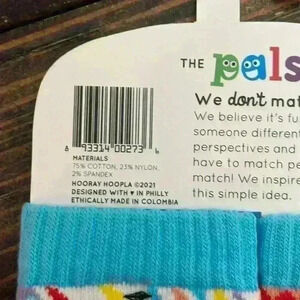 THE pals
We don't mat
We believe it's fu
someone different
perspectives and
have to match pe
match! We inspire
this simple idea.
8 93314 00273 6
MATERIALS
75% COTTON, 23% NYLON,
2% SPANDEX
HOORAY HOOPLA ©2021
DESIGNED WITH ♥ IN PHILLY
ETHICALLY MADE IN COLOMBIA